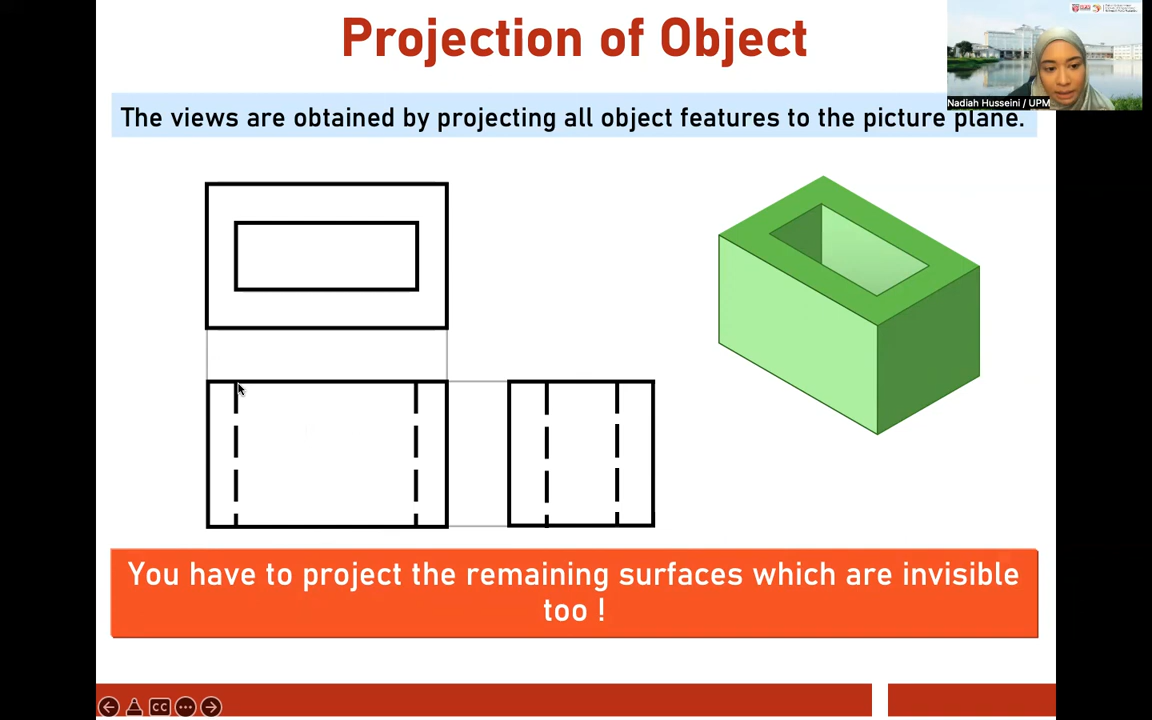 Projection of Object
Nadiah Husseini / UPM
The views are obtained by projecting all object features to the picture plane.
You have to project the remaining surfaces which are invisible
too !
CC